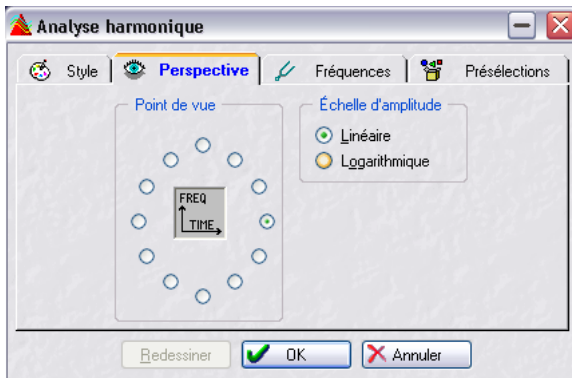 Analyse harmonique
Style Perspective Fréquences Présélections
Point de vue
Échelle d'amplitude
Linéaire
Logarithmique
FREQ
TIME
Redessiner OK Annuler